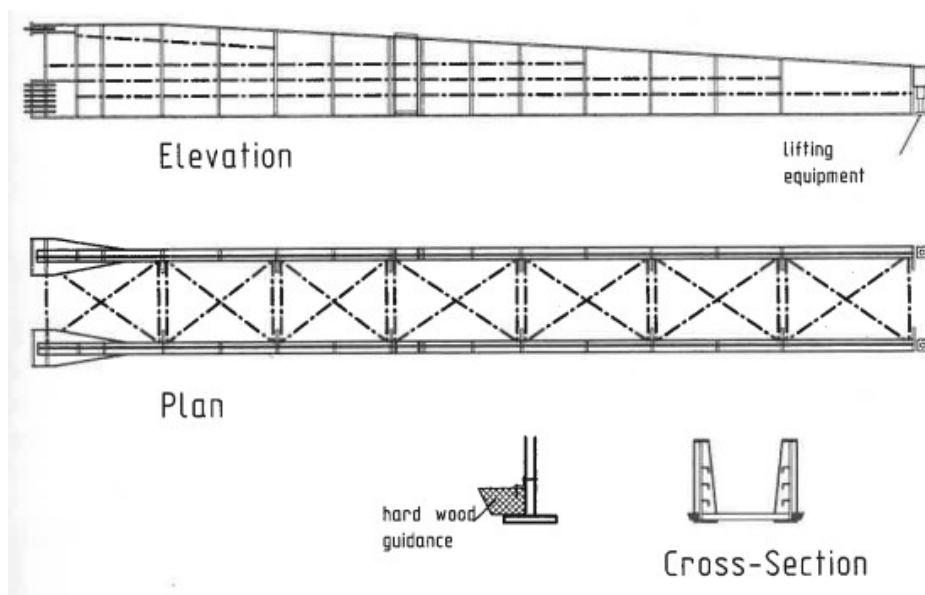 Elevation
lifting
equipment
Plan
hard wood
guidance
Cross-Section